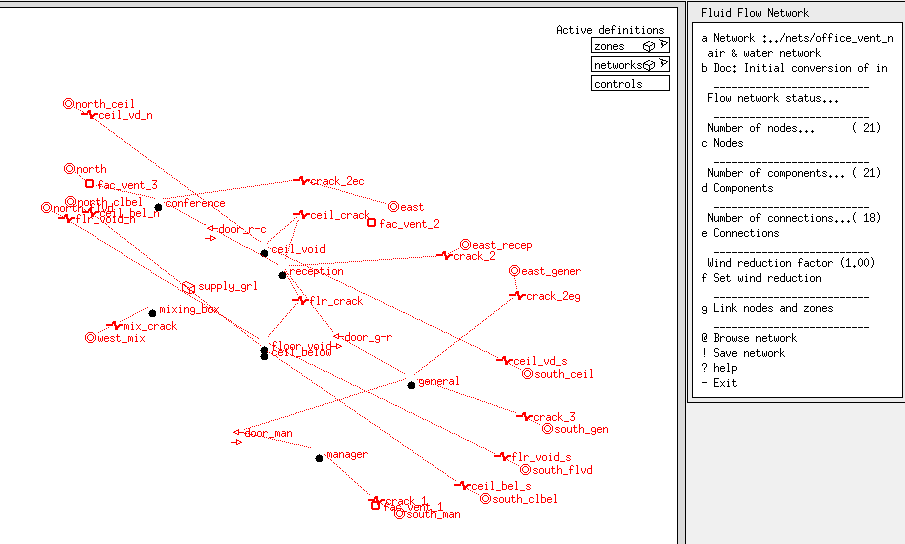 Fluid Flow Network
a Network :../nets/office_vent_n
air & water network
b Doc: Initial conversion of in
Flow network status...
Number of nodes... ( 21)
c Nodes
Number of components... ( 21)
d Components
Number of connections...( 18)
e Connections
Wind reduction factor (1.00)
f Set wind reduction
g Link nodes and zones
@ Browse network
! Save network
? help
- Exit
Active definitions
zones
networks
controls
north_ceil
ceil_vd_n
north
fac_vent_3
crack_2ec
north_clbel
conference
east
north_flvd
ceil_bel_n
flr_void_n
ceil_crack
fac_vent_2
door_r-c
ceil_void
east_recep
crack_2
reception
east_gener
supply_grl
crack_2eg
flr_crack
mixing_box
mix_crack
west_mix
door_g-r
floor_void
ceil_below
ceil_vd_s
south_ceil
general
crack_3
south_gen
door_man
manager
flr_void_s
south_flvd
ceil_bel_s
south_clbel
crack_1
fac_vent_1
south_man